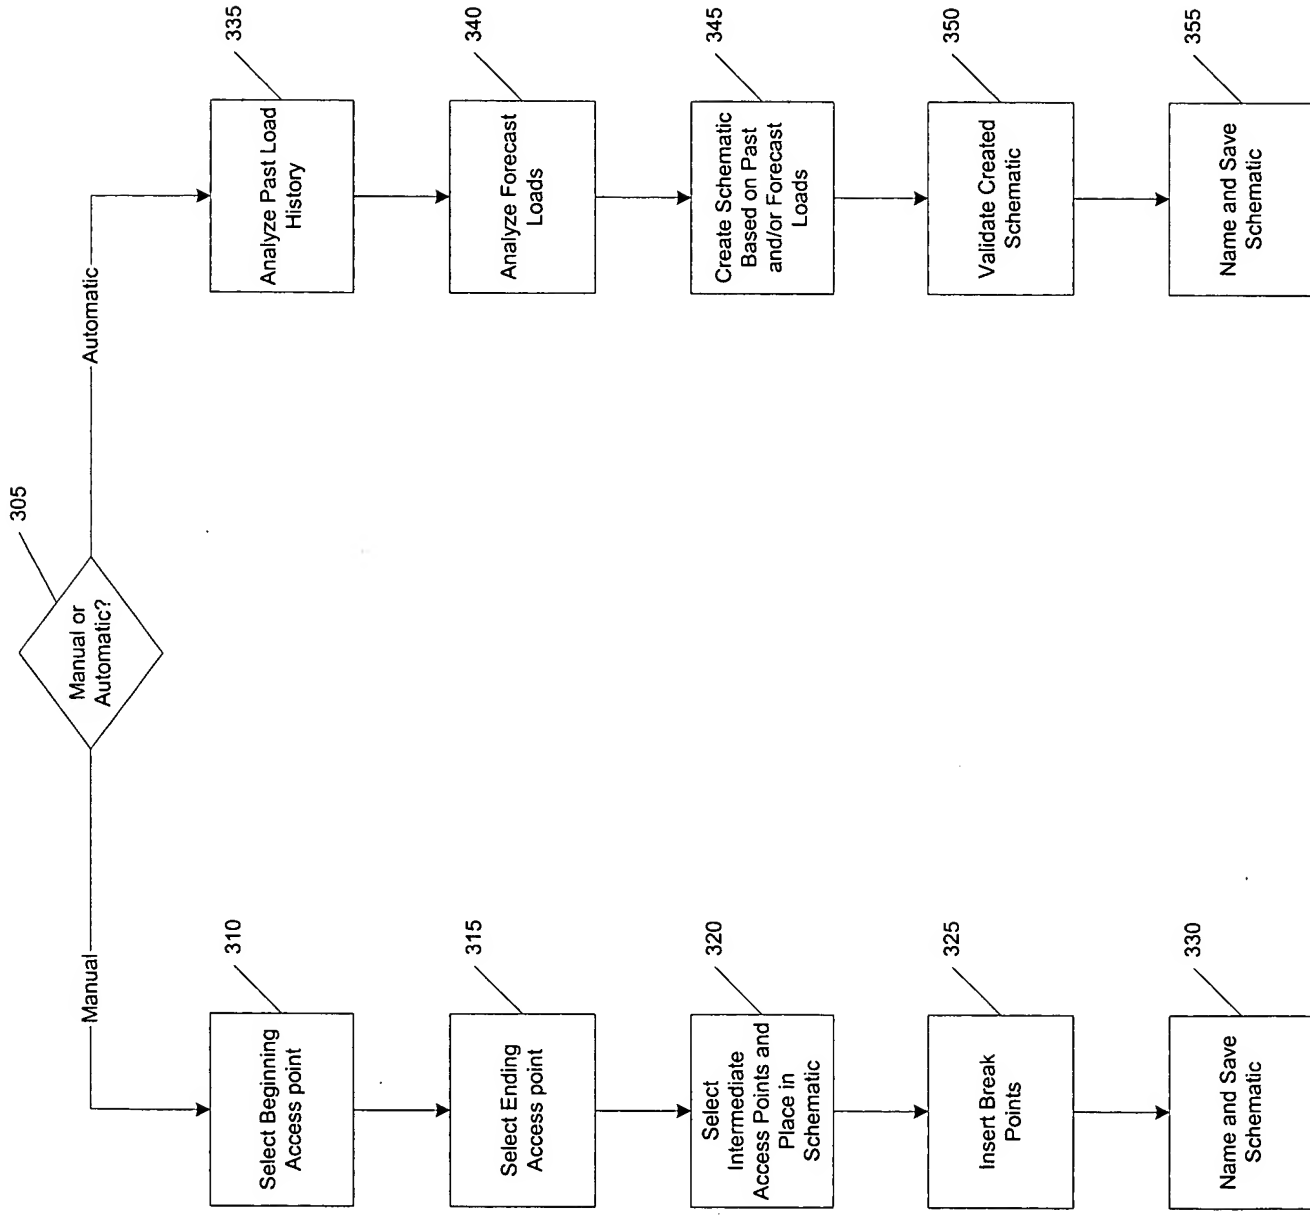 305
Manual or
Automatic?
Manual
Automatic
310
Select Beginning
Access point
315
Select Ending
Access point
320
Select
Intermediate
Access Points and
Place in
Schematic
325
Insert Break
Points
330
Name and Save
Schematic
335
Analyze Past Load
History
340
Analyze Forecast
Loads
345
Create Schematic
Based on Past
and/or Forecast
Loads
350
Validate Created
Schematic
355
Name and Save
Schematic